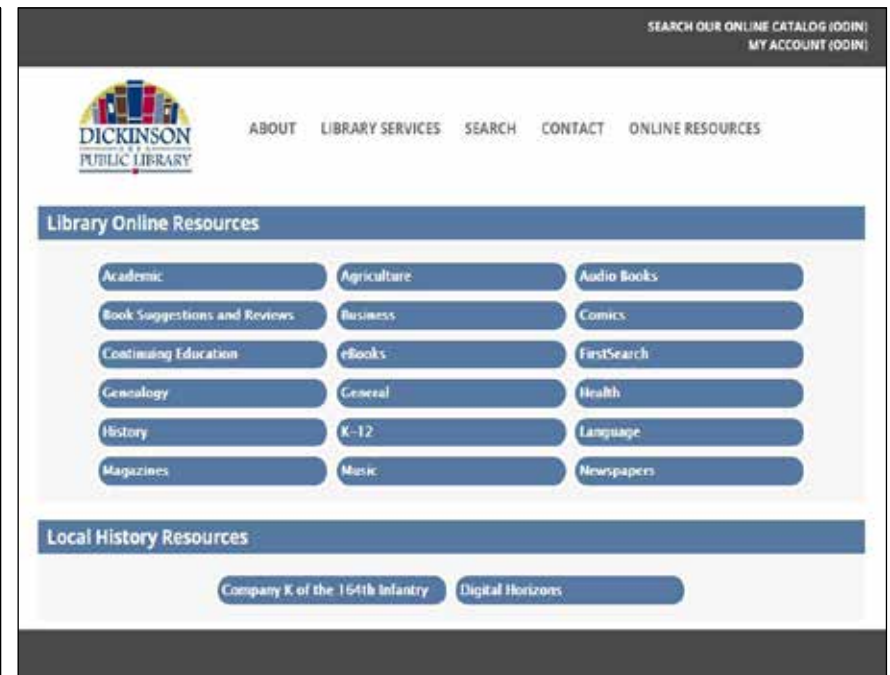 SEARCH OUR ONLINE CATALOG (ODIN)
MY ACCOUNT (ODIN)
DICKINSON
AREA
PUBLIC LIBRARY
ABOUT LIBRARY SERVICES SEARCH CONTACT ONLINE RESOURCES
Library Online Resources
Academic Agriculture Audio Books
Book Suggestions and Reviews Business Comics
Continuing Education eBooks FirstSearch
Genealogy General Health
History K-12 Language
Magazines Music Newspapers
Local History Resources
Company K of the 164th Infantry Digital Horizons